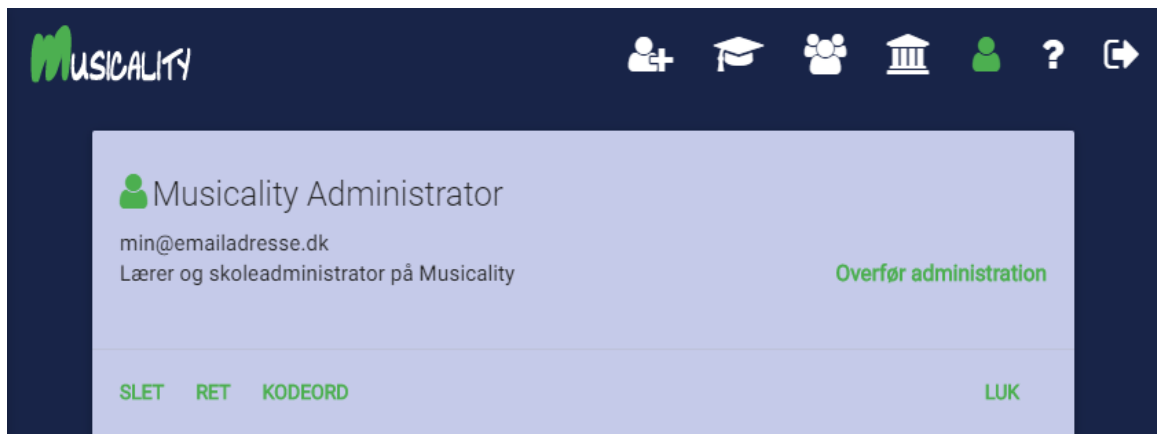 MUSICALITY
?
Musicality Administrator
min@emailadresse.dk
Lærer og skoleadministrator på Musicality
Overfør administration
SLET RET KODEORD LUK